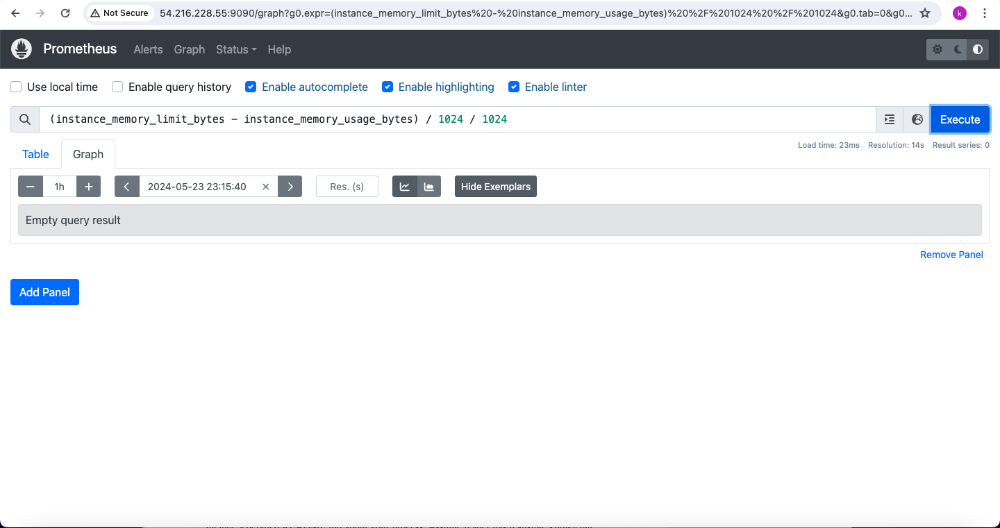 Not Secure 54.216.228.55:9090/graph?g0.expr=(instance_memory_limit_bytes%20-%20instance_memory_usage_bytes)%20%2F%201024%20%2F%201024&g0.tab=0&g0... k
Prometheus Alerts Graph Status Help
Use local time Enable query history Enable autocomplete Enable highlighting Enable linter
(instance_memory_limit_bytes - instance_memory_usage_bytes) / 1024 / 1024 Execute
Load time: 23ms Resolution: 14s Result series: 0
Table Graph
1h 2024-05-23 23:15:40 Res. (s) Hide Exemplars
Empty query result
Remove Panel
Add Panel